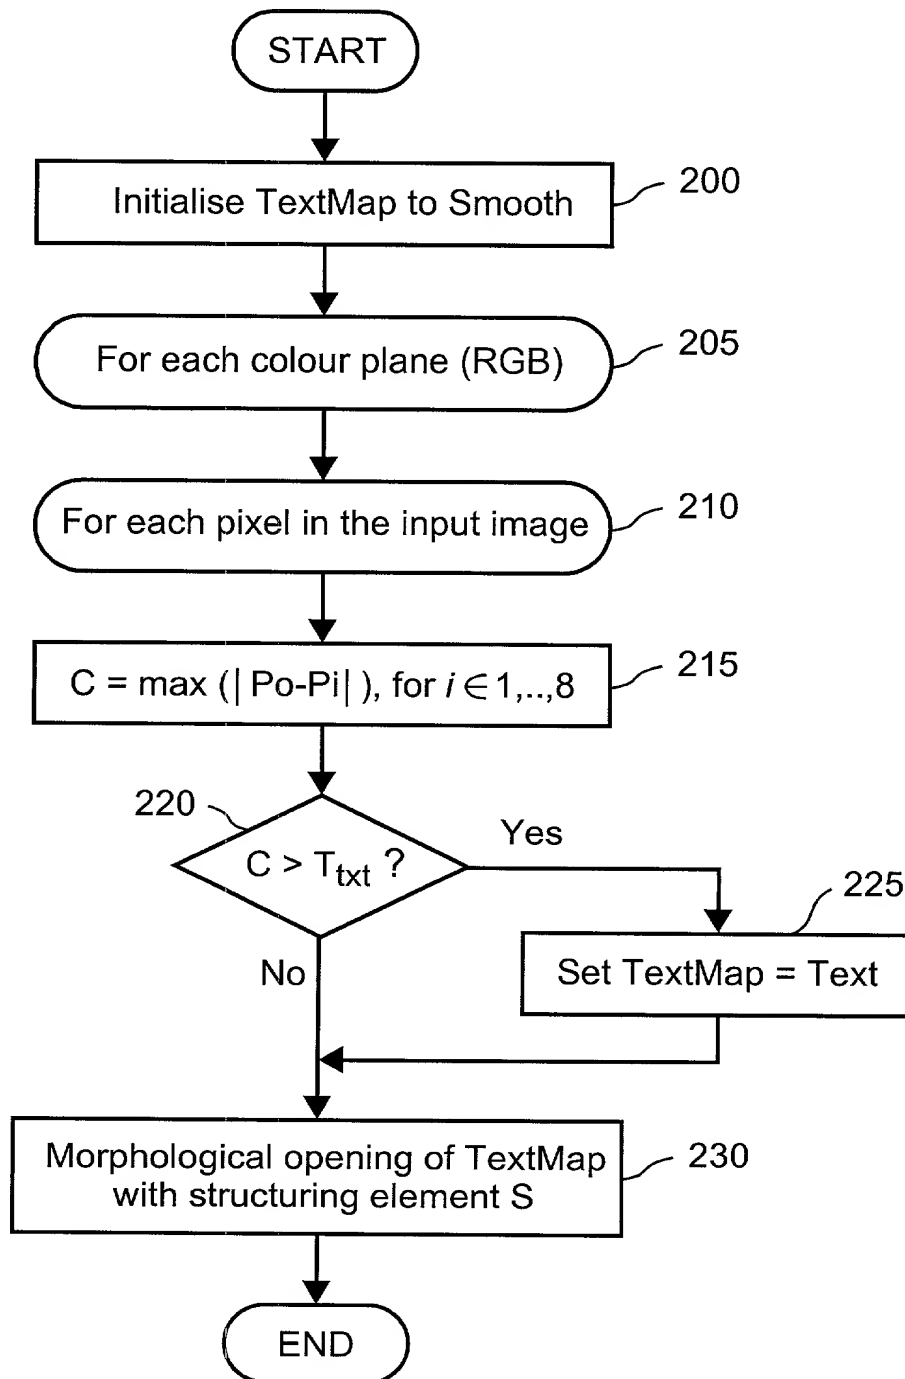 START
Initialise TextMap to Smooth
200
For each colour plane (RGB)
205
For each pixel in the input image
210
C = max (| Po-Pi| ), for i ∈ 1,..,8
215
220
C > Ttxt ?
Yes
225
Set TextMap = Text
No
Morphological opening of TextMap
with structuring element S
230
END